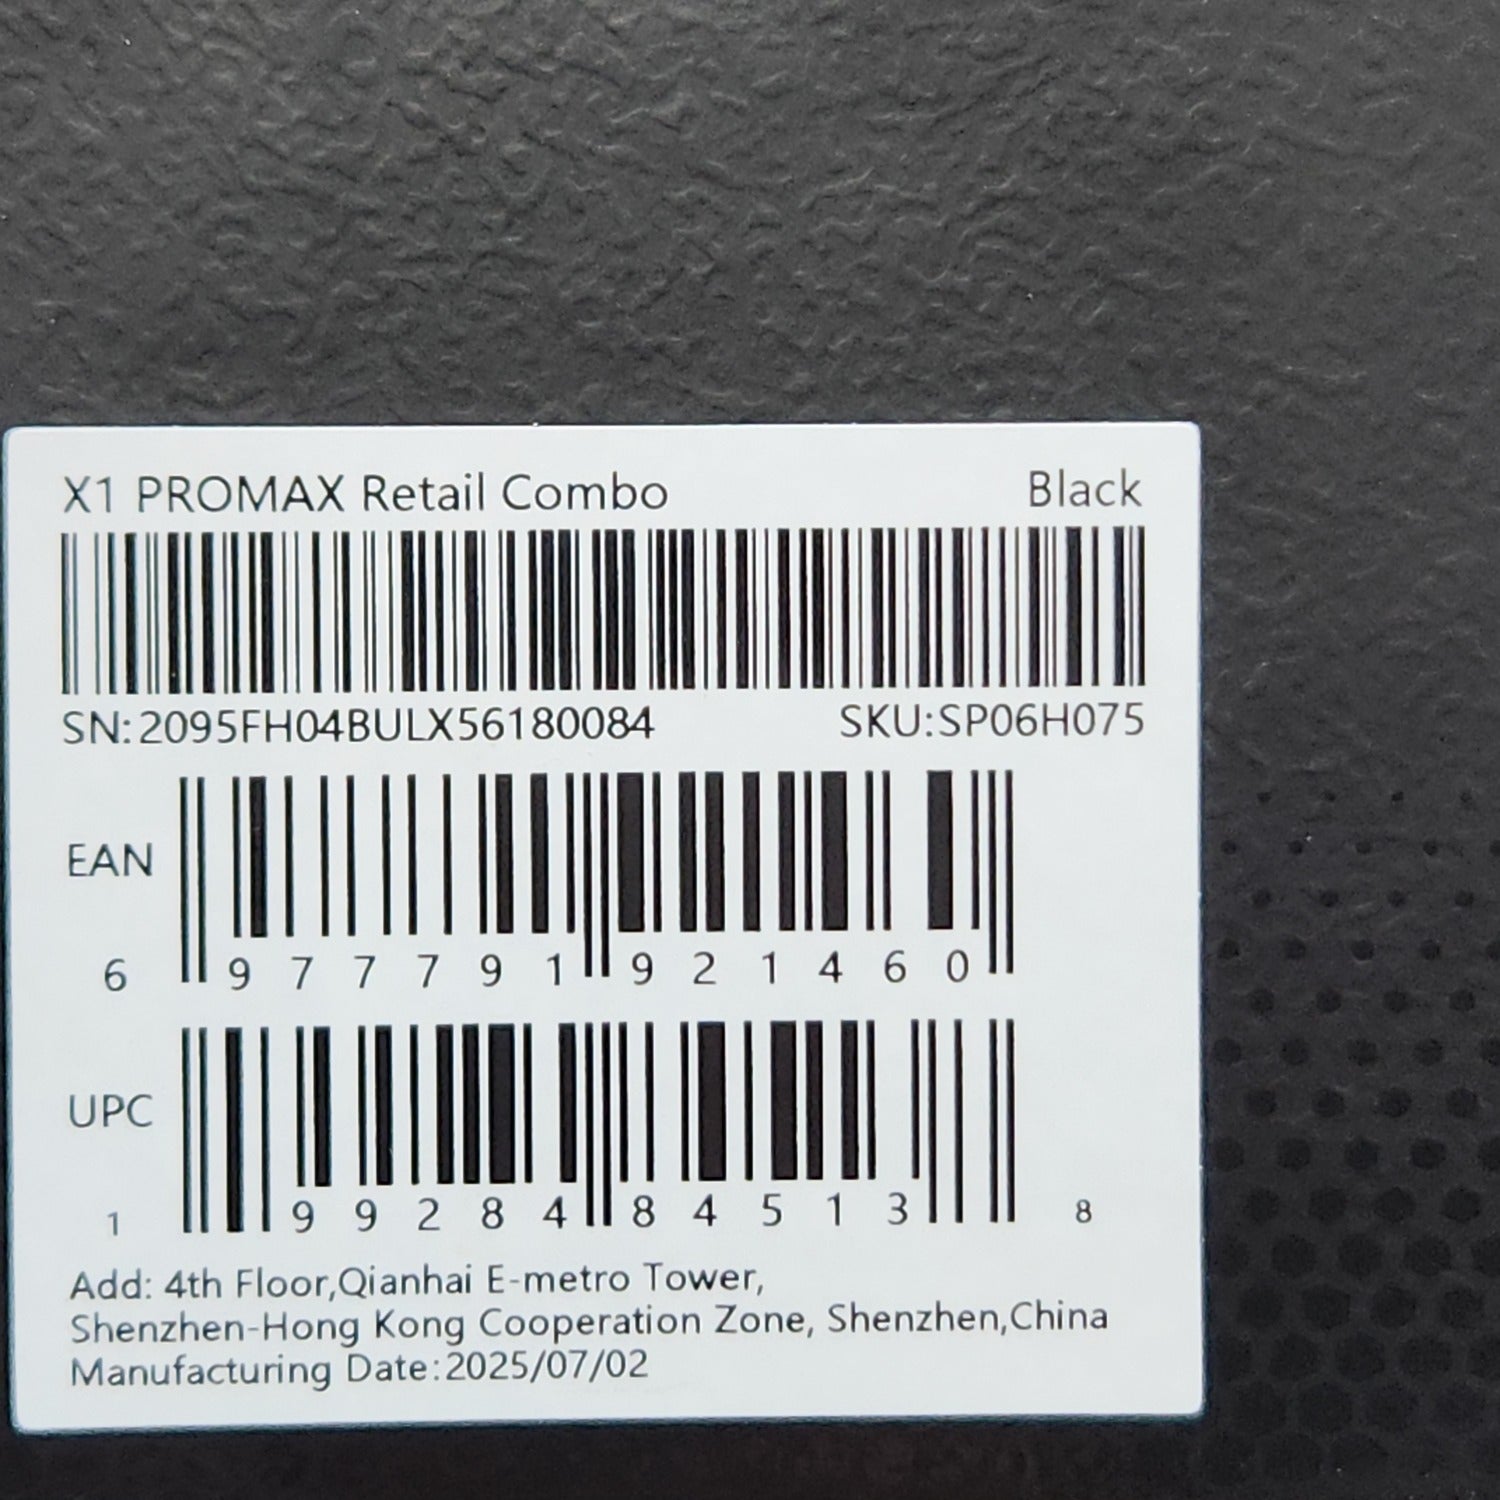 X1 PROMAX Retail Combo Black
SN:2095FH04BULX56180084 SKU:SP06H075
EAN
6 977791 921460
UPC
1 99284 84513 8
Add: 4th Floor,Qianhai E-metro Tower,
Shenzhen-Hong Kong Cooperation Zone, Shenzhen,China
Manufacturing Date:2025/07/02